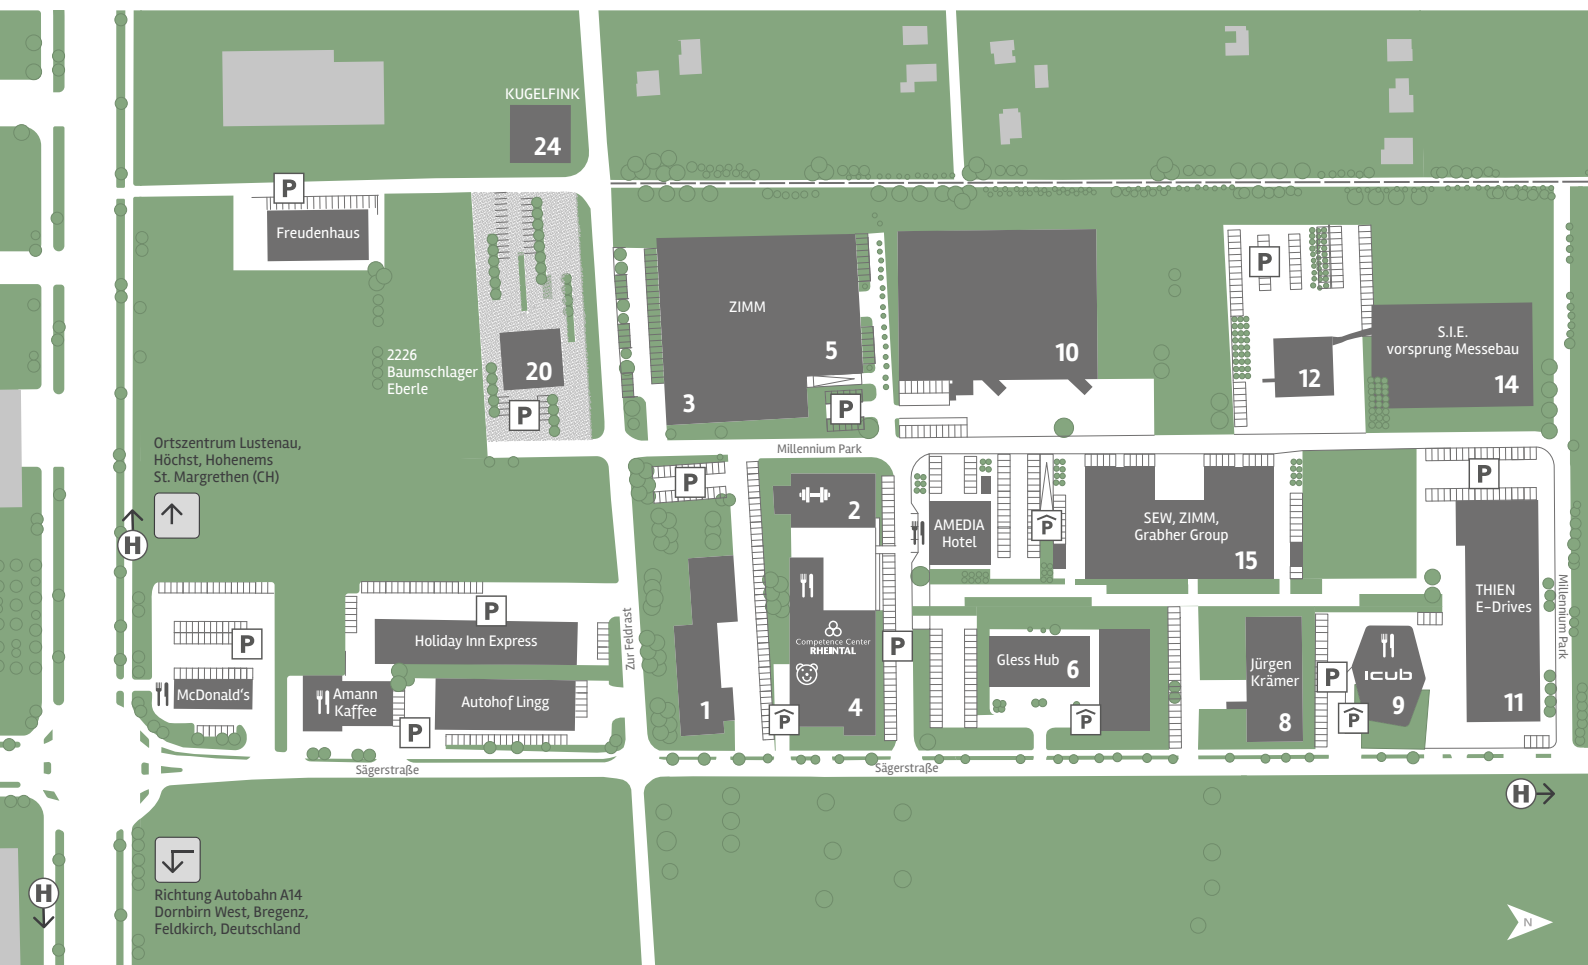 KUGELFINK
24
P
Freudenhaus
P
ZIMM
5
3
P
10
P
12
S.I.E.
vorsprung Messebau
14
2226
Baumschlager
Eberle
20
P
Ortszentrum Lustenau,
Höchst, Hohenems
St. Margrethen (CH)
H
Millennium Park
P
2
AMEDIA
Hotel
P
SEW, ZIMM,
Grabher Group
15
P
THIEN
E-Drives
11
Millennium Park
P
Holiday Inn Express
P
McDonald's
Amann
Kaffee
Autohof Lingg
P
Zur Feldrast
1
Competence Center
RHEINTAL
4
P
P
Gless Hub
6
P
Jürgen
Krämer
8
P
icub
9
P
Sägerstraße
Sägerstraße
H
H
Richtung Autobahn A14
Dornbirn West, Bregenz,
Feldkirch, Deutschland
N